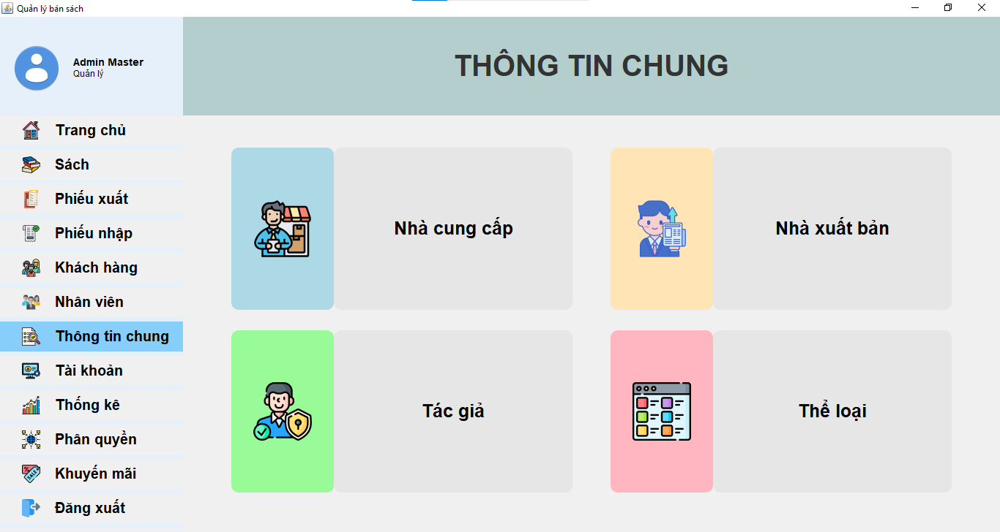 Quản lý bán sách
Admin Master
Quản lý
Trang chủ
Sách
Phiếu xuất
Phiếu nhập
Khách hàng
Nhân viên
Thông tin chung
Tài khoản
Thống kê
Phân quyền
Khuyến mãi
Đăng xuất
THÔNG TIN CHUNG
Nhà cung cấp
Nhà xuất bản
Tác giả
Thể loại